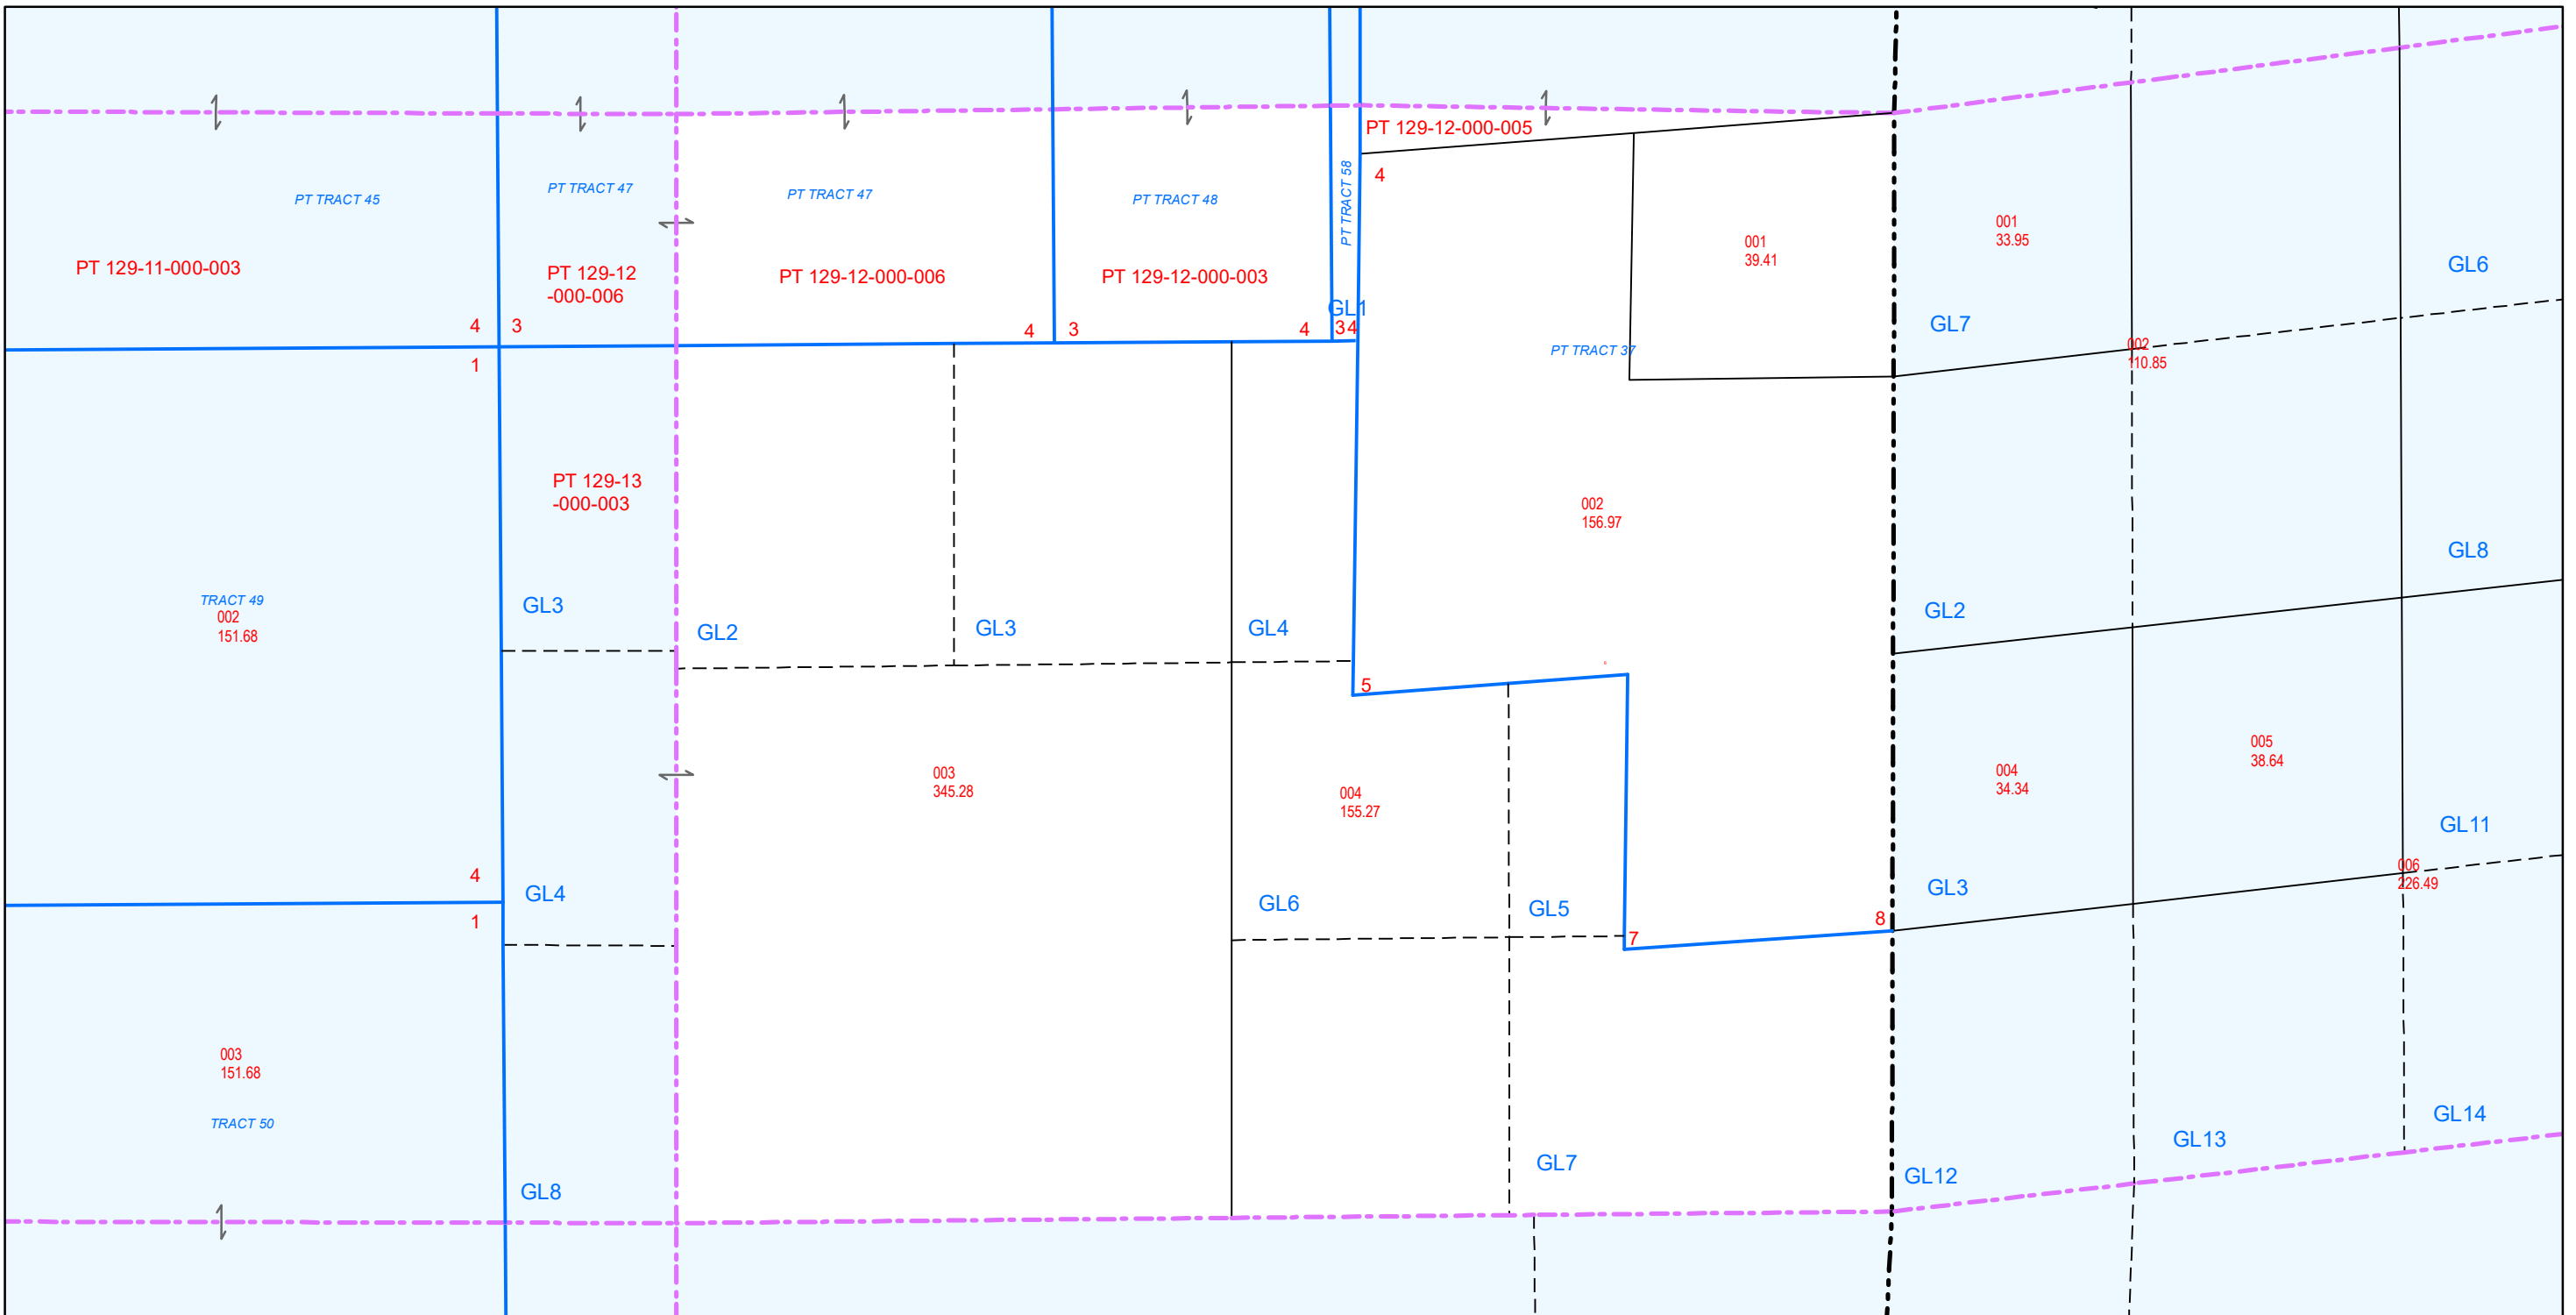 PT 129-12-000-005
4
PT TRACT 45
PT TRACT 47
PT TRACT 47
PT TRACT 48
PT TRACT 58
001
39.41
001
33.95
PT 129-11-000-003
PT 129-12
-000-006
PT 129-12-000-006
PT 129-12-000-003
GL6
GL1
GL7
4
3
4
3
4
3
4
1
PT TRACT 37
002
110.85
PT 129-13
-000-003
002
156.97
GL8
TRACT 49
002
151.68
GL3
GL2
GL3
GL4
GL2
5
003
345.28
004
155.27
004
34.34
005
38.64
GL11
4
1
GL4
GL6
GL5
7
8
GL3
006
226.49
003
151.68
TRACT 50
GL8
GL7
GL12
GL13
GL14